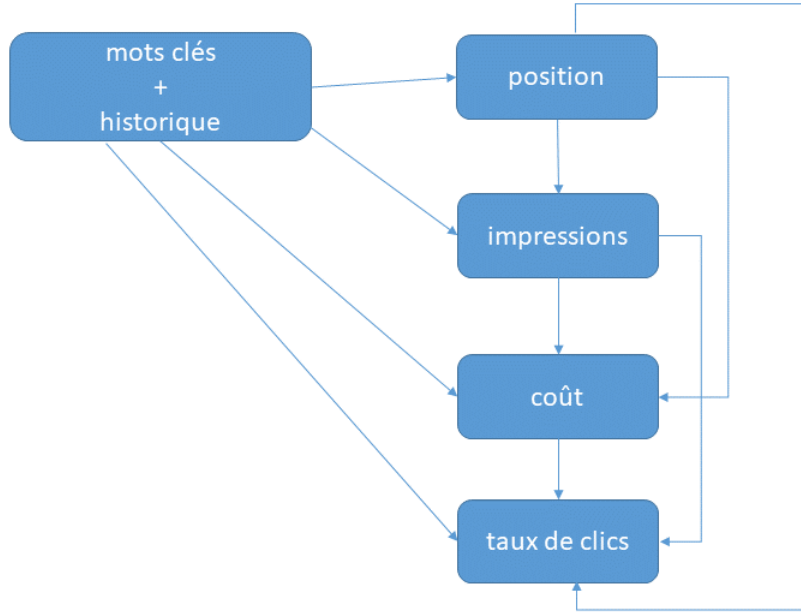 mots clés
+
historique
position
impressions
coût
taux de clics